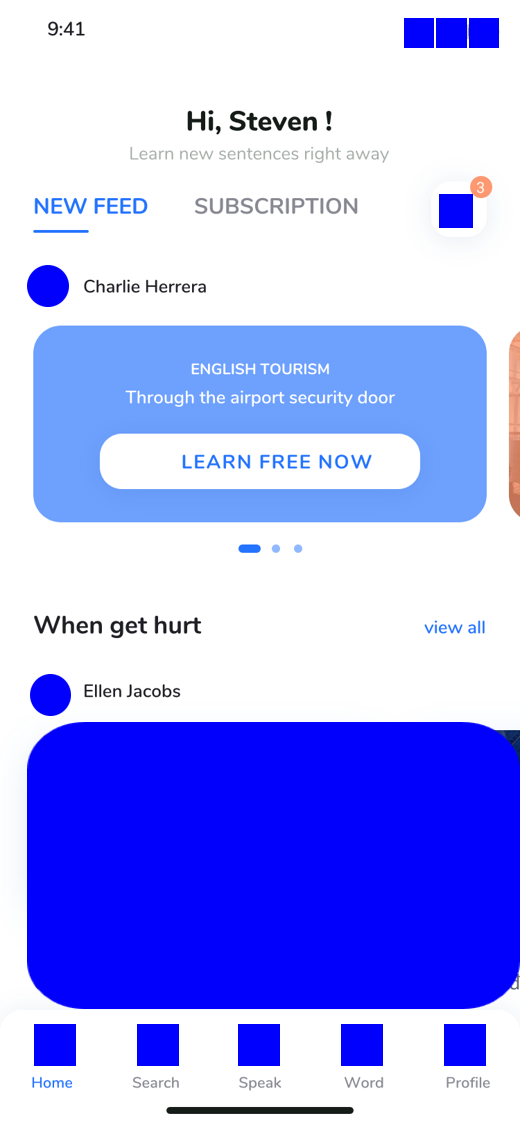 9:41
Hi, Steven !
Learn new sentences right away
NEW FEED
SUBSCRIPTION
3
Charlie Herrera
ENGLISH TOURISM
Through the airport security door
LEARN FREE NOW
When get hurt
view all
Ellen Jacobs
Home
Search
Speak
Word
Profile